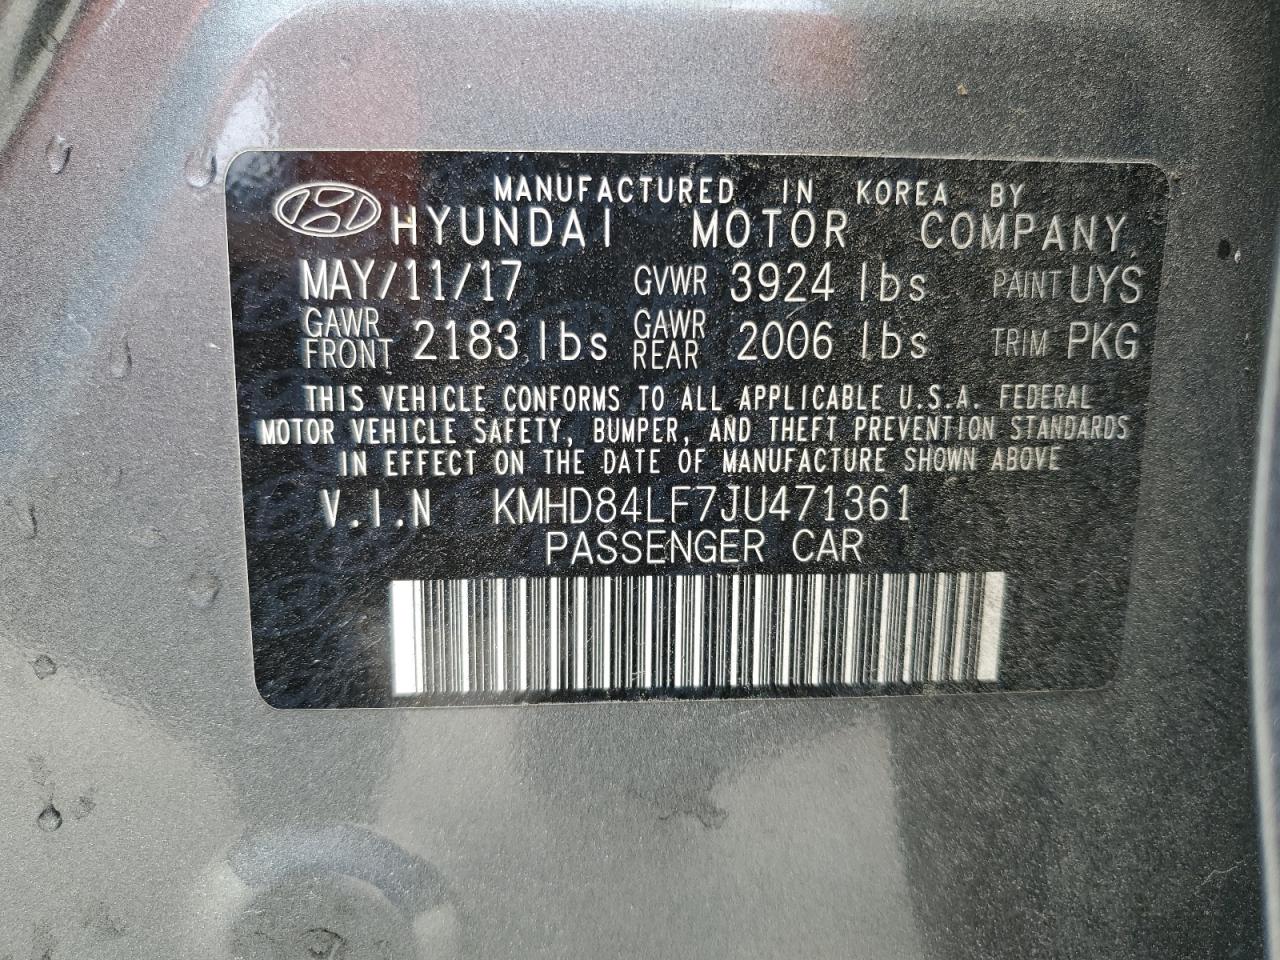 MANUFACTURED IN KOREA BY
HYUNDAI MOTOR COMPANY
MAY/11/17 GVWR 3924 lbs PAINT UYS
GAWR FRONT 2183 lbs GAWR REAR 2006 lbs TRIM PKG
THIS VEHICLE CONFORMS TO ALL APPLICABLE U.S.A. FEDERAL
MOTOR VEHICLE SAFETY, BUMPER, AND THEFT PREVENTION STANDARDS
IN EFFECT ON THE DATE OF MANUFACTURE SHOWN ABOVE
V.I.N KMHD84LF7JU471361
PASSENGER CAR